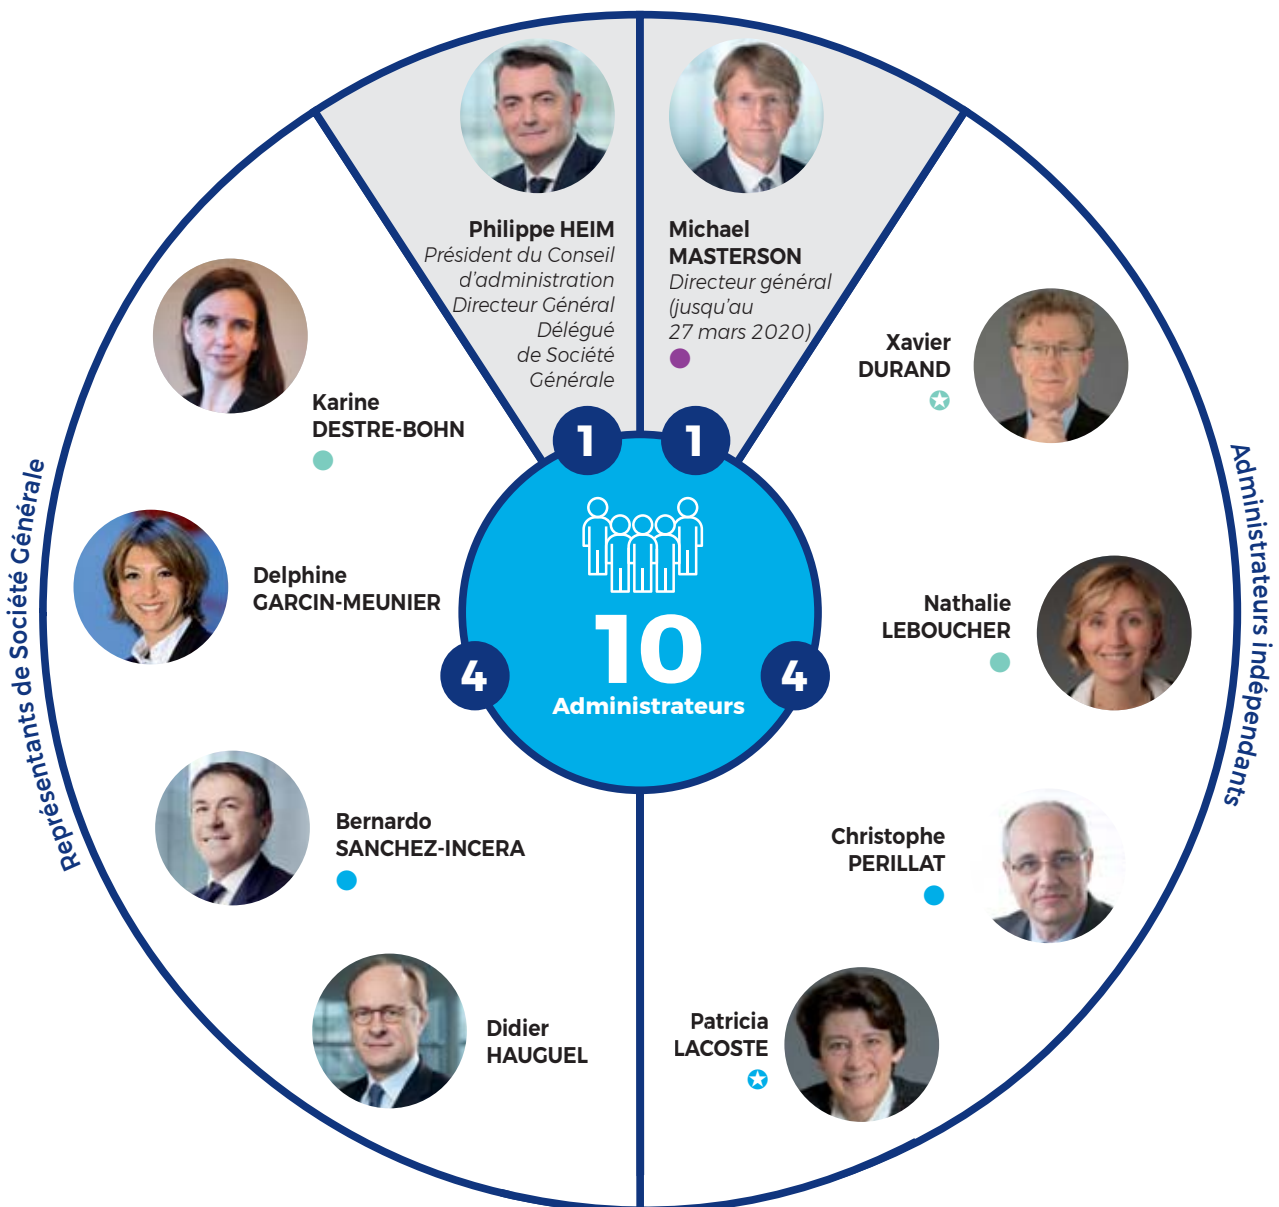 Philippe HEIM
Président du Conseil
d'administration
Directeur Général
Délégué
de Société
Générale
Michael
MASTERSON
Directeur général
(jusqu'au
27 mars 2020)
Représentants de Société Générale
Karine
DESTRE-BOHN
Delphine
GARCIN-MEUNIER
Bernardo
SANCHEZ-INCERA
Didier
HAUGUEL
1
1
10
Administrateurs
4
4
Administrateurs indépendants
Xavier
DURAND
Nathalie
LEBOUCHER
Christophe
PERILLAT
Patricia
LACOSTE